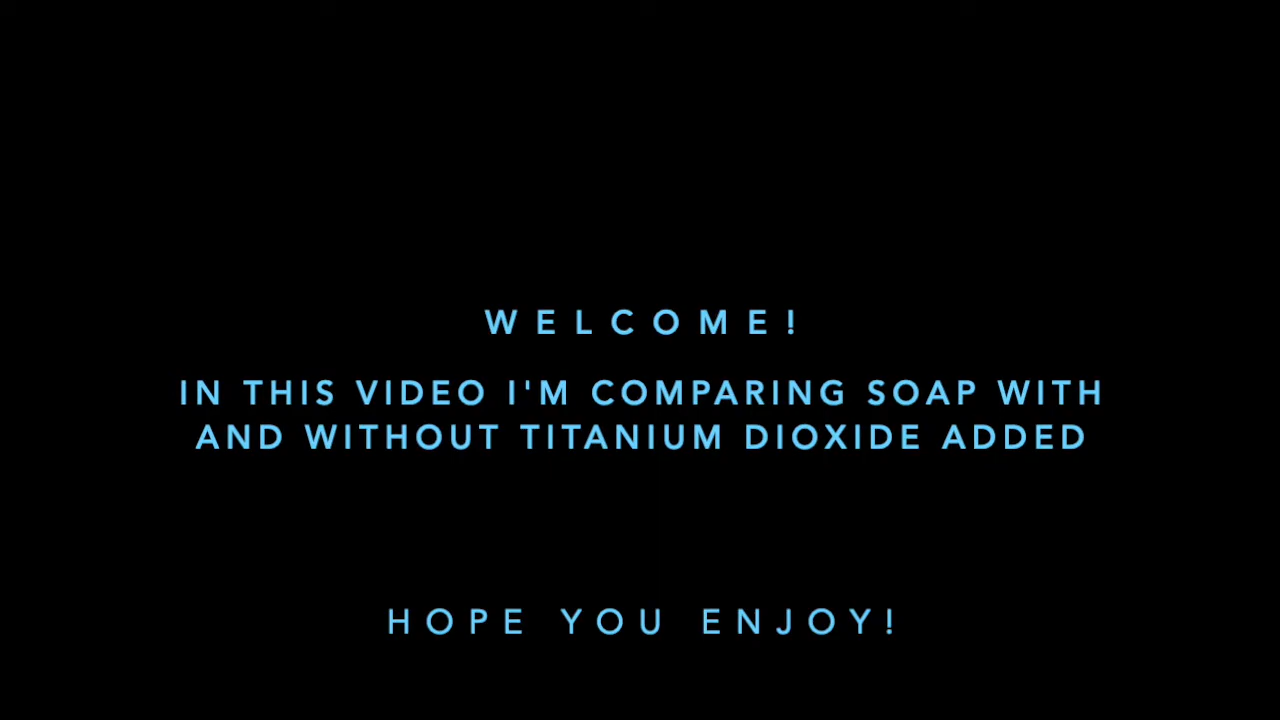 WELCOME!
IN THIS VIDEO I'M COMPARING SOAP WITH
AND WITHOUT TITANIUM DIOXIDE ADDED
HOPE YOU ENJOY!